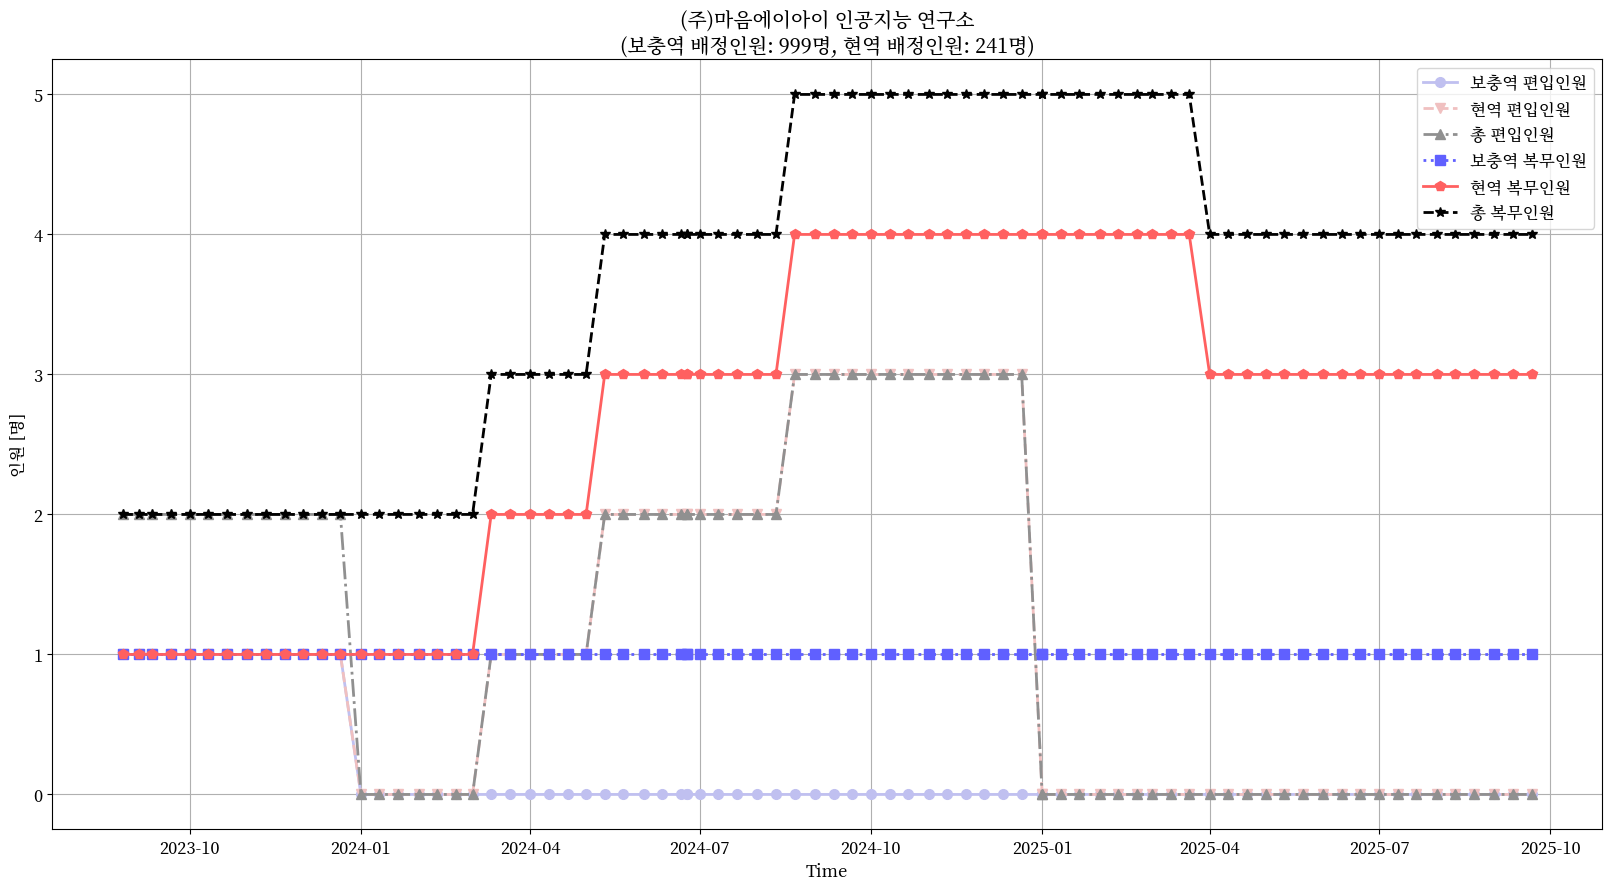 (주)마음에이아이 인공지능 연구소
(보충역 배정인원: 999명, 현역 배정인원: 241명)
보충역 편입인원
현역 편입인원
총 편입인원
보충역 복무인원
현역 복무인원
총 복무인원
인원 [명]
5
4
3
2
1
0
2023-10
2024-01
2024-04
2024-07
2024-10
2025-01
2025-04
2025-07
2025-10
Time